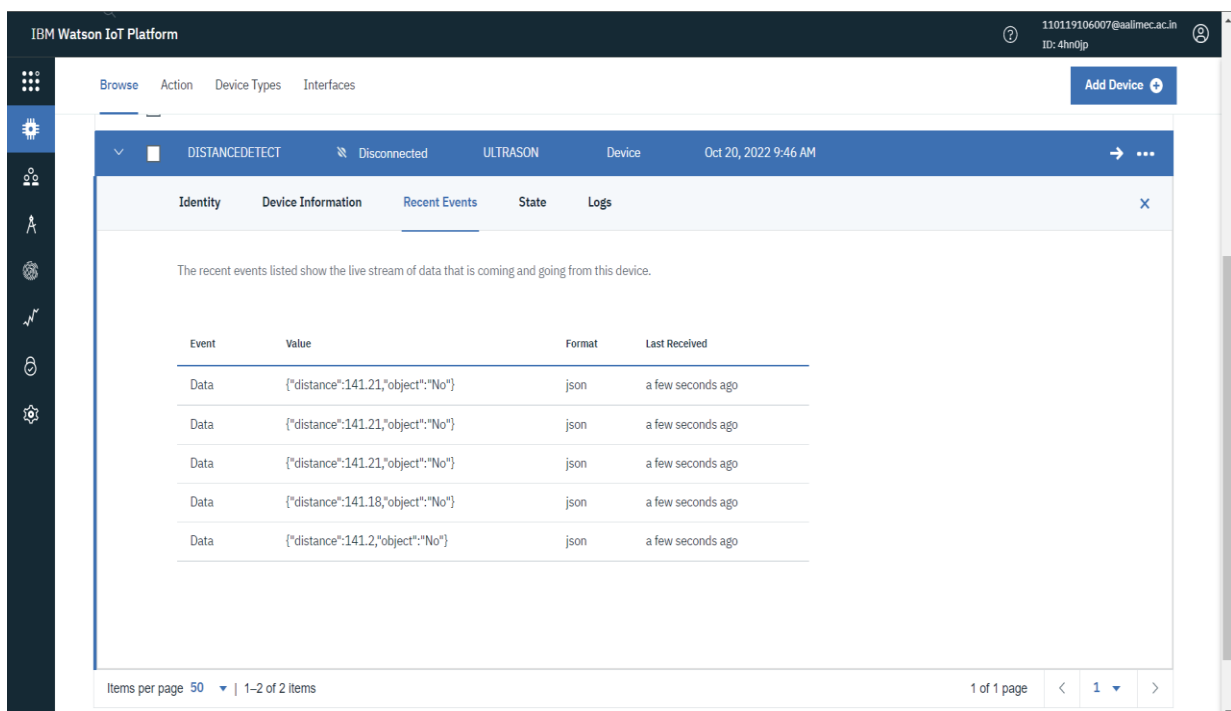 IBM Watson IoT Platform
110119106007@aalimec.ac.in
ID: 4hn0jp
Browse Action Device Types Interfaces
Add Device
DISTANCEDETECT Disconnected ULTRASON Device Oct 20, 2022 9:46 AM
Identity Device Information Recent Events State Logs
The recent events listed show the live stream of data that is coming and going from this device.
Event Value Format Last Received
Data {"distance":141.21,"object":"No"} json a few seconds ago
Data {"distance":141.21,"object":"No"} json a few seconds ago
Data {"distance":141.21,"object":"No"} json a few seconds ago
Data {"distance":141.18,"object":"No"} json a few seconds ago
Data {"distance":141.2,"object":"No"} json a few seconds ago
Items per page 50 | 1–2 of 2 items 1 of 1 page 1